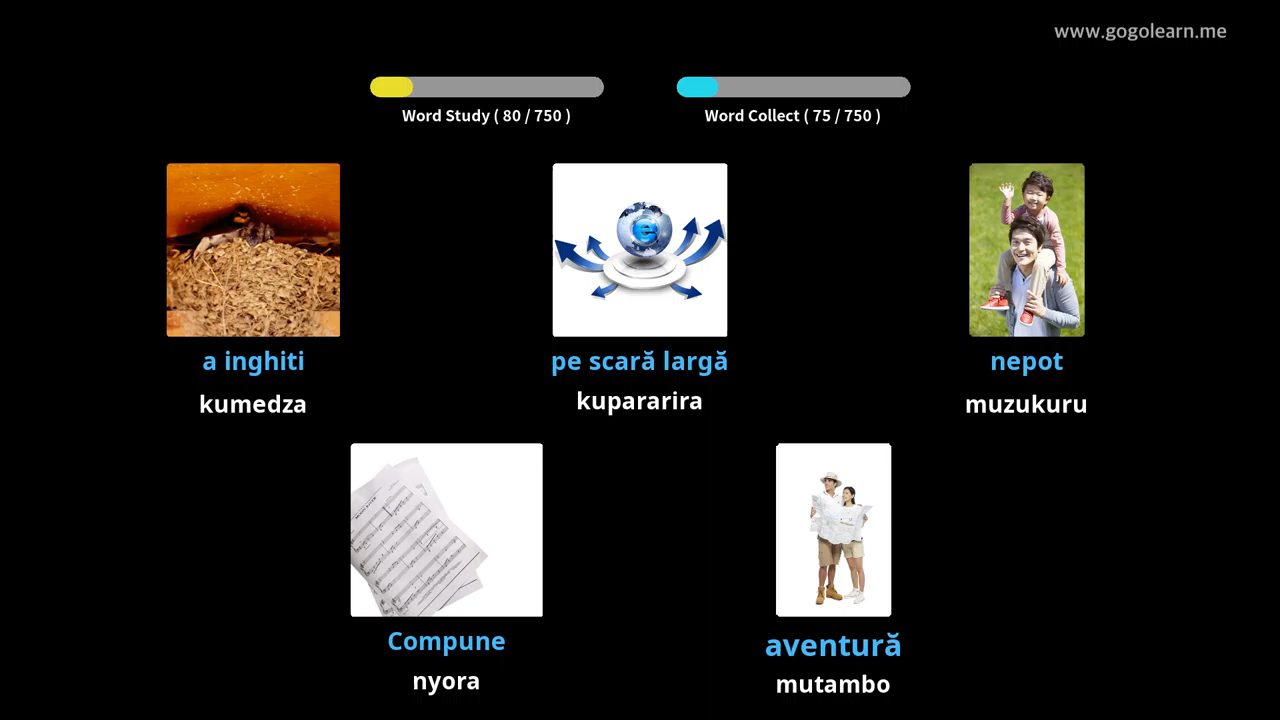 www.gogolearn.me
Word Study ( 80 / 750 )
Word Collect ( 75 / 750 )
a inghiti
pe scară largă
nepot
kumedza
kupararira
muzukuru
Compune
aventură
nyora
mutambo